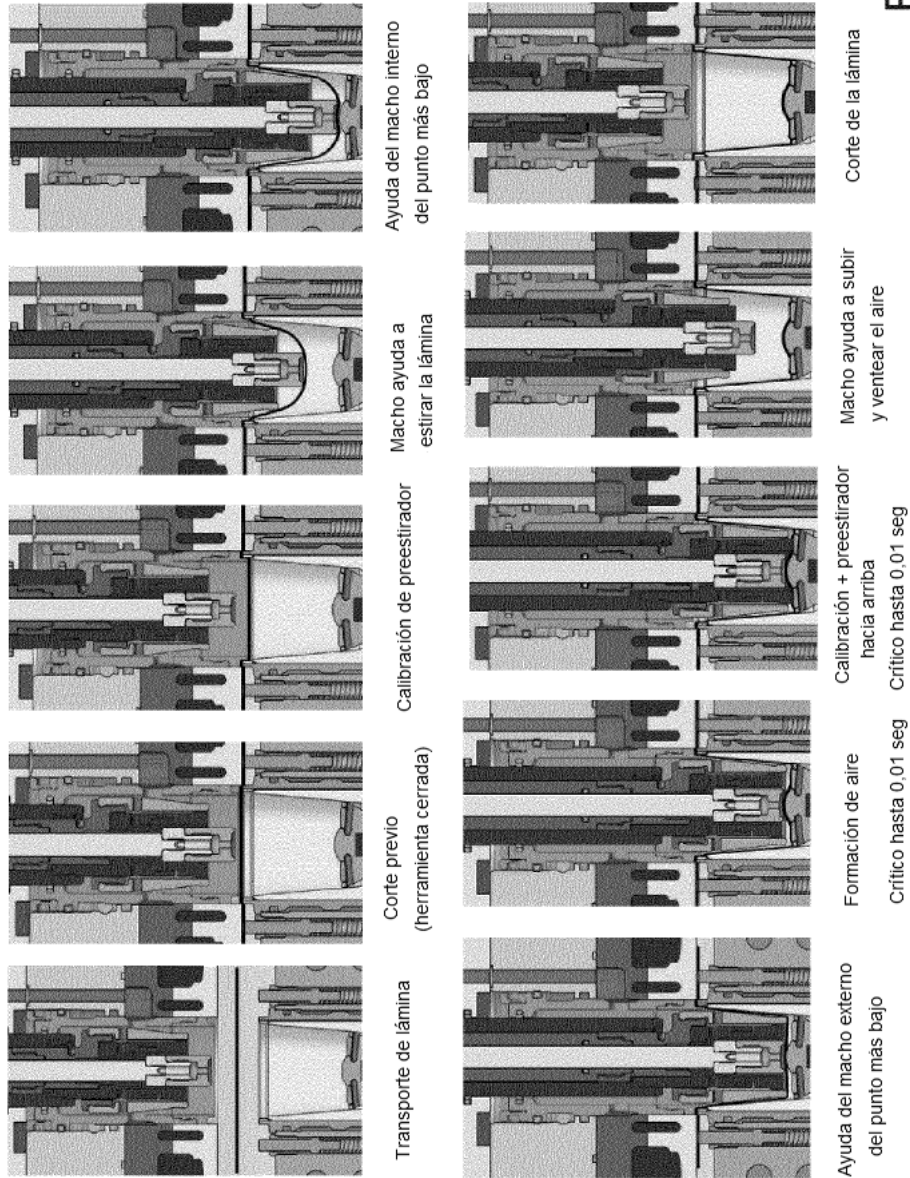 Transporte de lámina
Corte previo
(herramienta cerrada)
Calibración de preestirador
Macho ayuda a
estirar la lámina
Ayuda del macho interno
del punto más bajo
Ayuda del macho externo
del punto más bajo
Formación de aire
Crítico hasta 0,01 seg
Calibración + preestirador
hacia arriba
Crítico hasta 0,01 seg
Macho ayuda a subir
y ventear el aire
Corte de la lámina